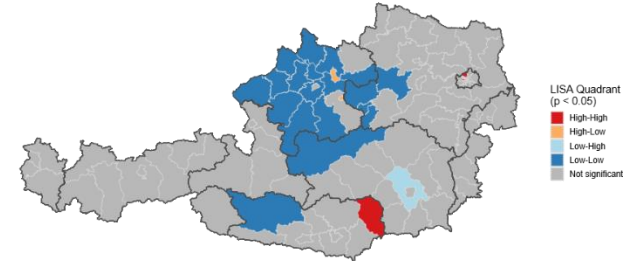 LISA Quadrant
(p < 0.05)
High-High
High-Low
Low-High
Low-Low
Not significant